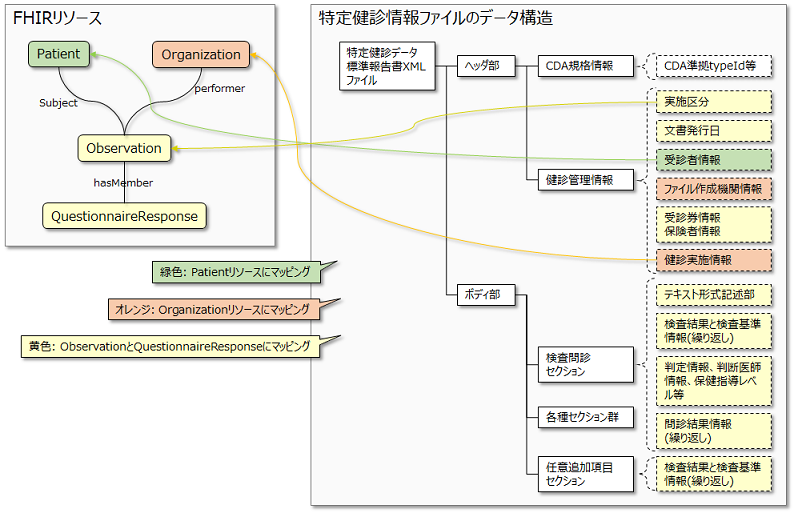 FHIRリソース
Patient
Organization
Subject
performer
Observation
hasMember
QuestionnaireResponse
緑色: Patientリソースにマッピング
オレンジ: Organizationリソースにマッピング
黄色: ObservationとQuestionnaireResponseにマッピング
特定健診情報ファイルのデータ構造
特定健診データ
標準報告書XML
ファイル
ヘッダ部
CDA規格情報
CDA準拠typeId等
健診管理情報
実施区分
文書発行日
受診者情報
ファイル作成機関情報
受診券情報
保険者情報
健診実施情報
ボディ部
検査問診
セクション
テキスト形式記述部
検査結果と検査基準
情報(繰り返し)
判定情報、判断医師
情報、保健指導レベ
ル等
問診結果情報
(繰り返し)
各種セクション群
任意追加項目
セクション
検査結果と検査基準
情報(繰り返し)